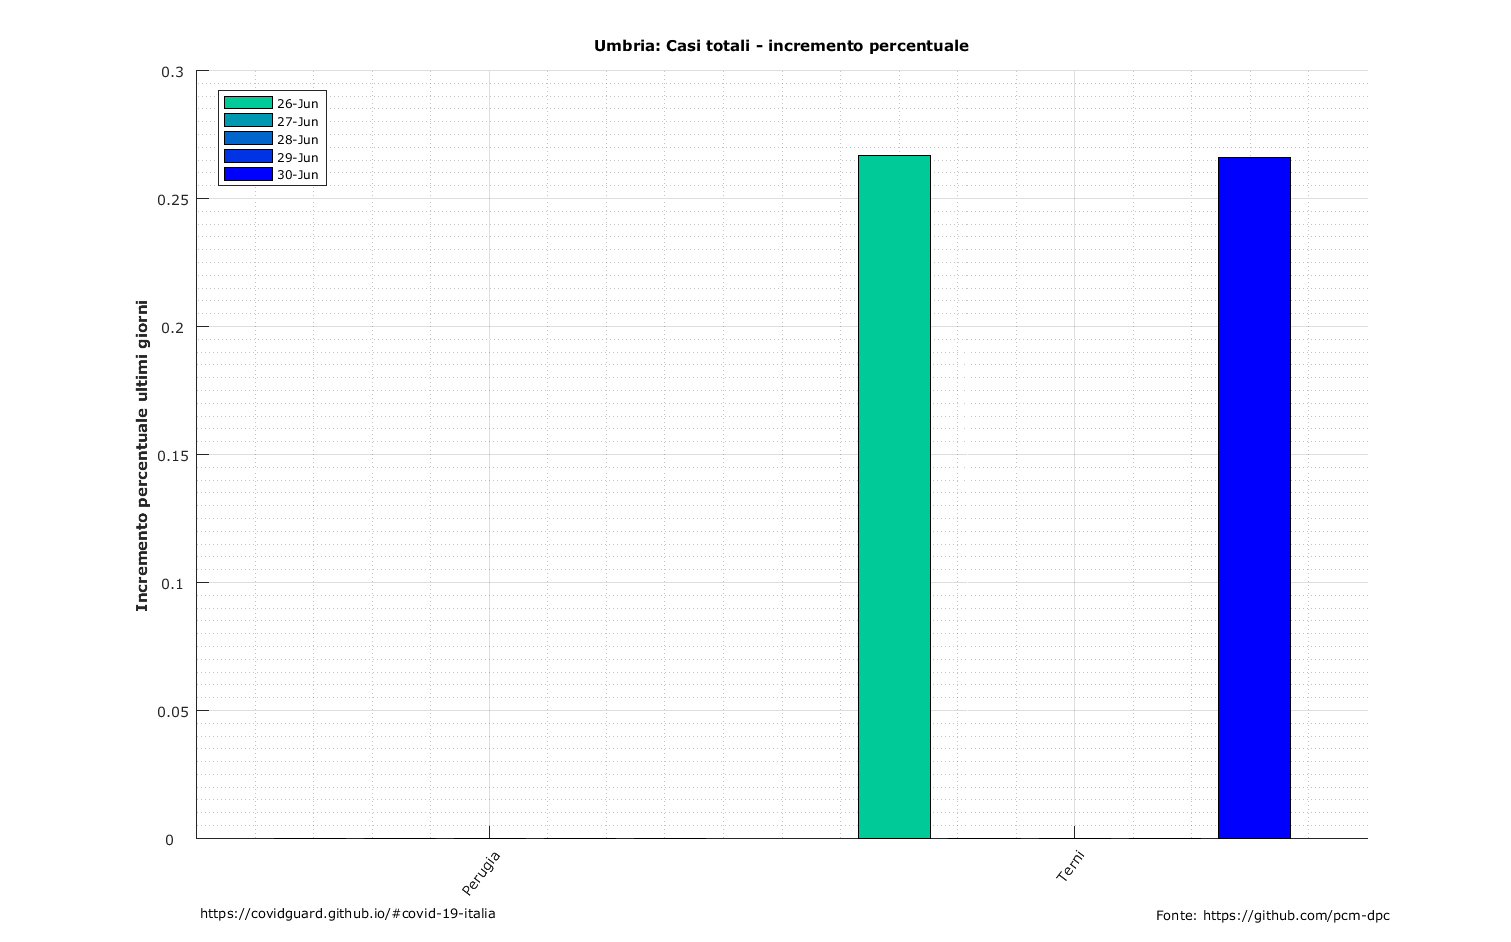 Umbria: Casi totali - incremento percentuale
0.3
0.25
0.2
0.15
0.1
0.05
0
Incremento percentuale ultimi giorni
26-Jun
27-Jun
28-Jun
29-Jun
30-Jun
Perugia
Terni
https://covidguard.github.io/#covid-19-italia
Fonte: https://github.com/pcm-dpc